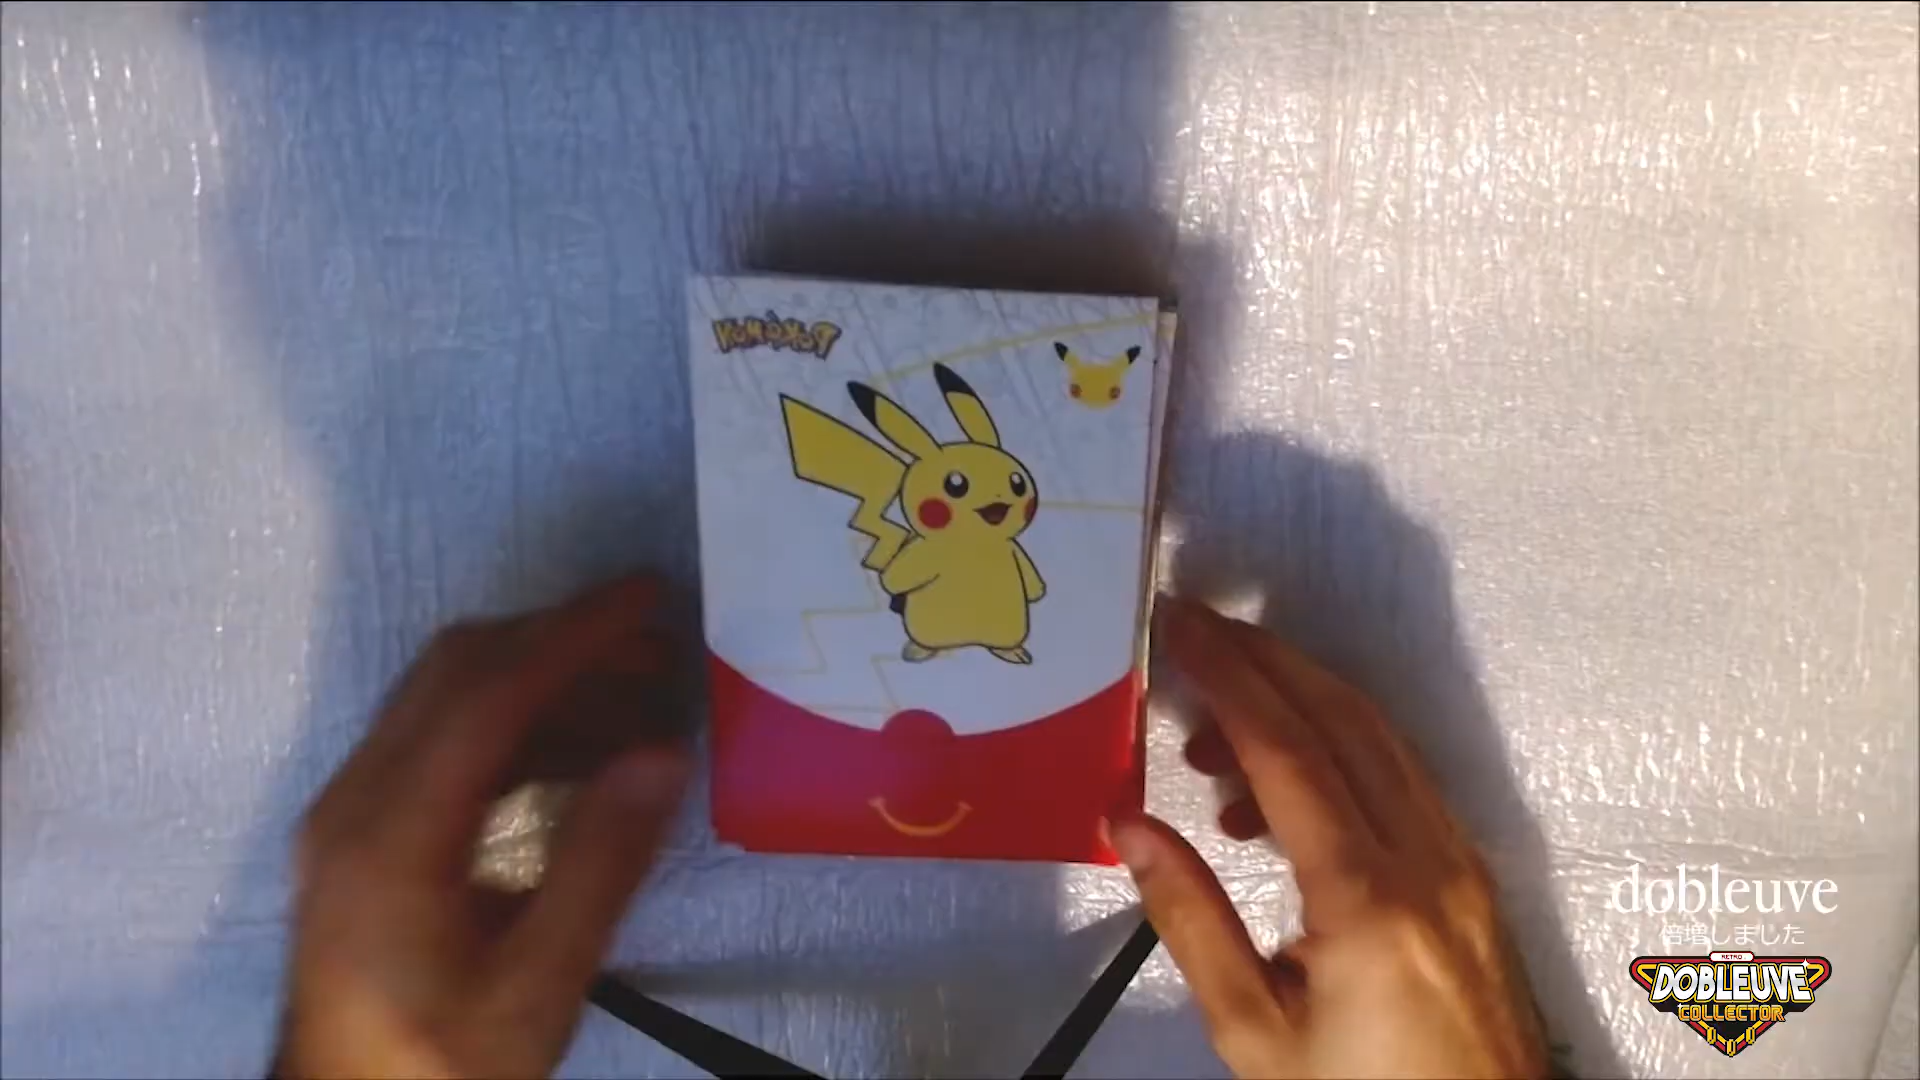 Pokémon
dobleuve
倍増しました
RETRO
DOBLEUVE
COLLECTOR